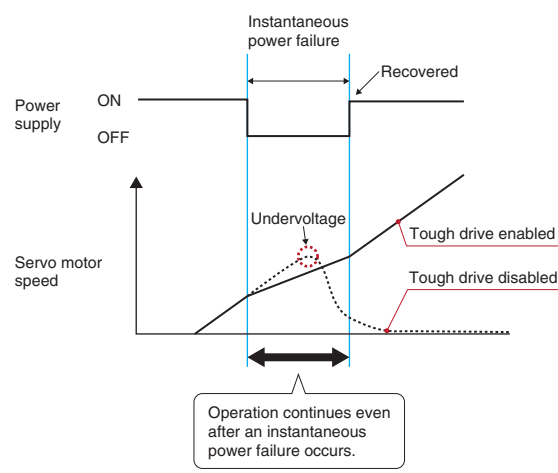 Instantaneous
power failure
Recovered
Power
supply
ON
OFF
Undervoltage
Servo motor
speed
Tough drive enabled
Tough drive disabled
Operation continues even
after an instantaneous
power failure occurs.